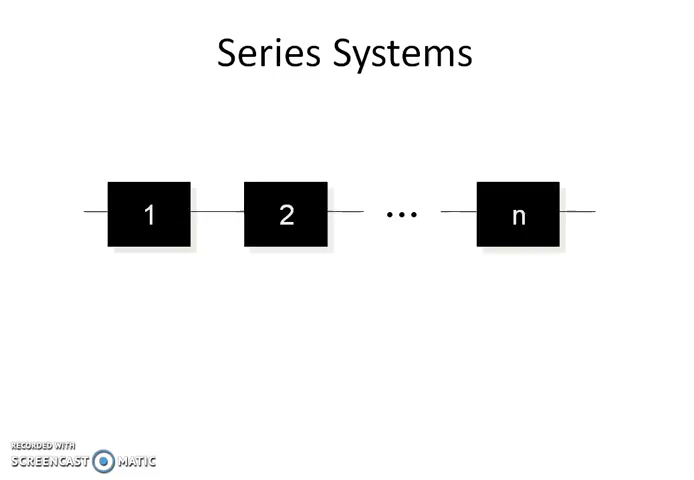 Series Systems
1 2 ... n
RECORDED WITH
SCREENCAST MATIC